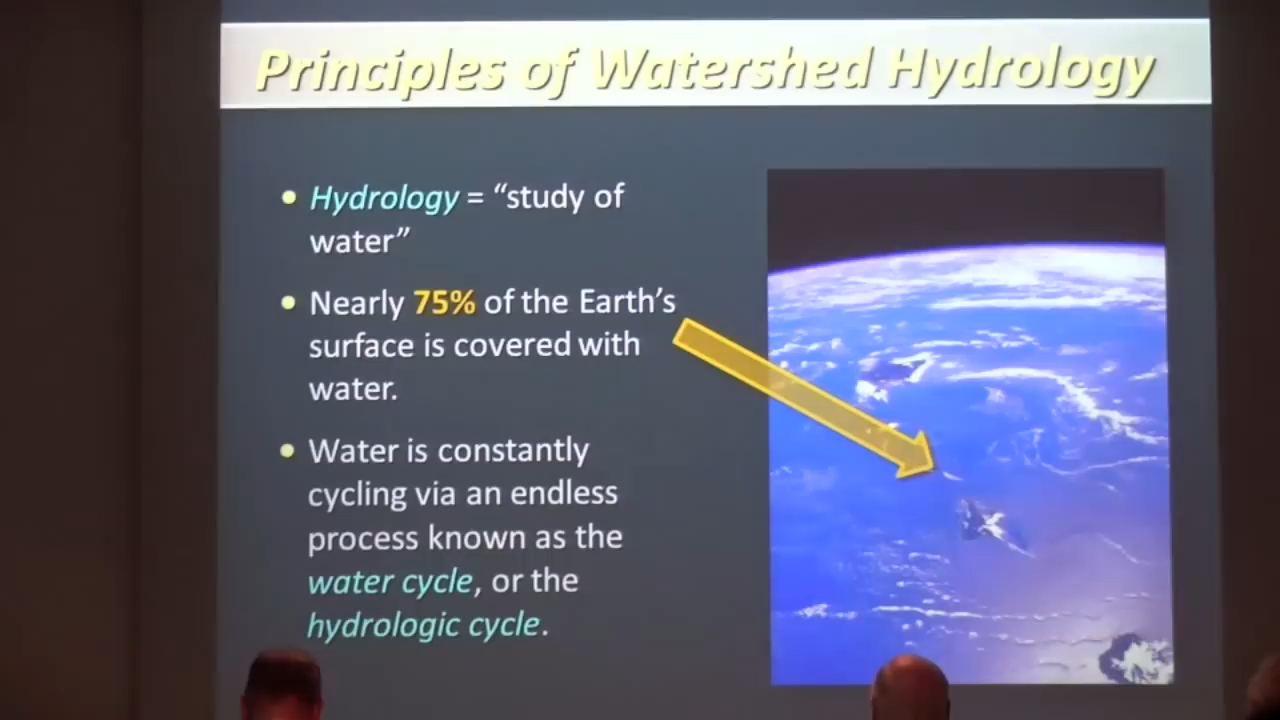 Principles of Watershed Hydrology
• Hydrology = “study of
water”
• Nearly 75% of the Earth’s
surface is covered with
water.
• Water is constantly
cycling via an endless
process known as the
water cycle, or the
hydrologic cycle.